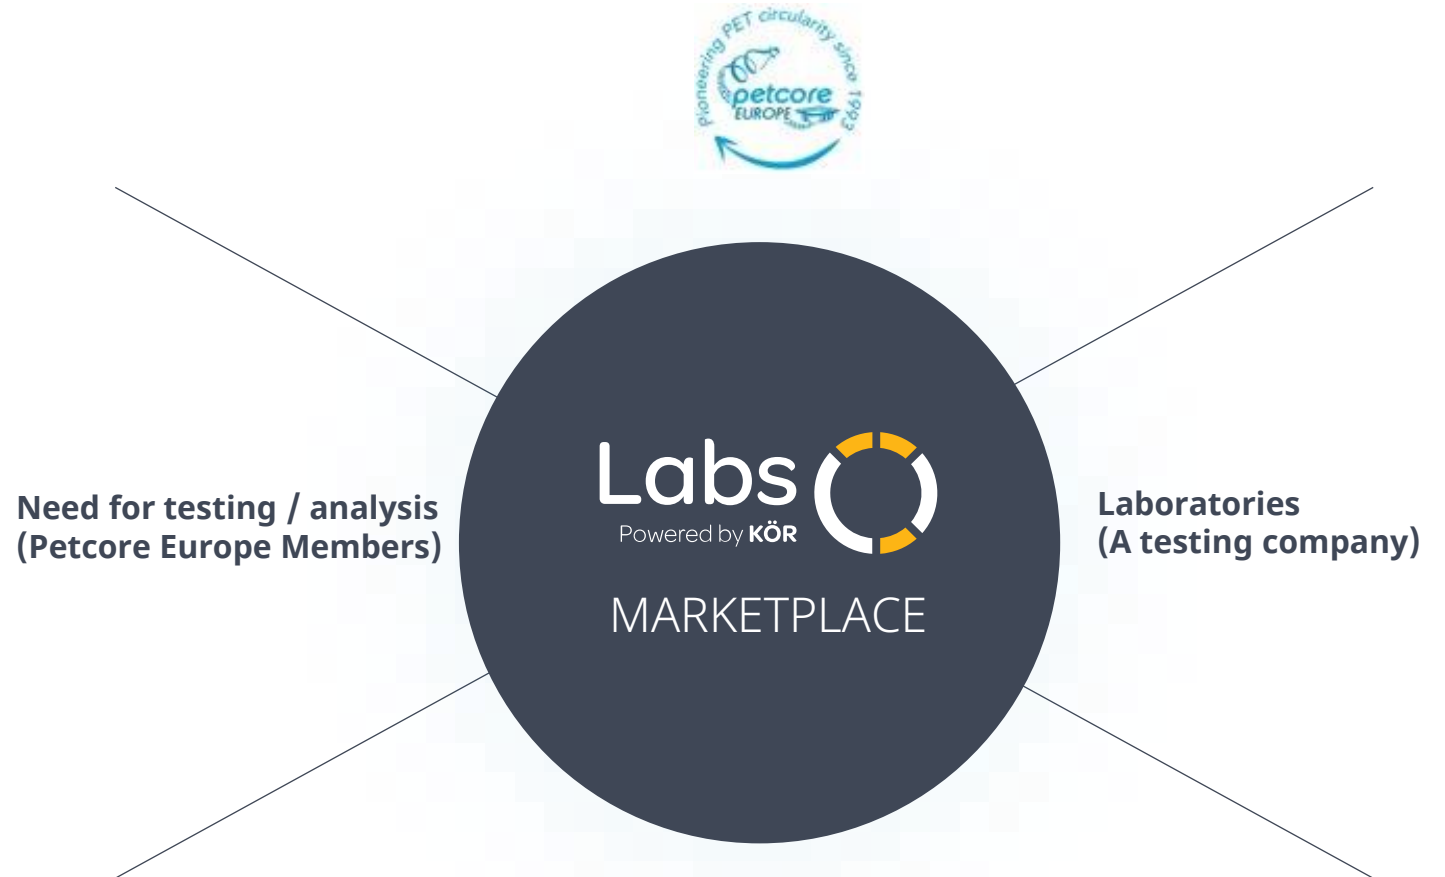 Pioneering PET circularity since 1993
petcore
EUROPE
Need for testing / analysis
(Petcore Europe Members)
Labs
Powered by KÖR
MARKETPLACE
Laboratories
(A testing company)